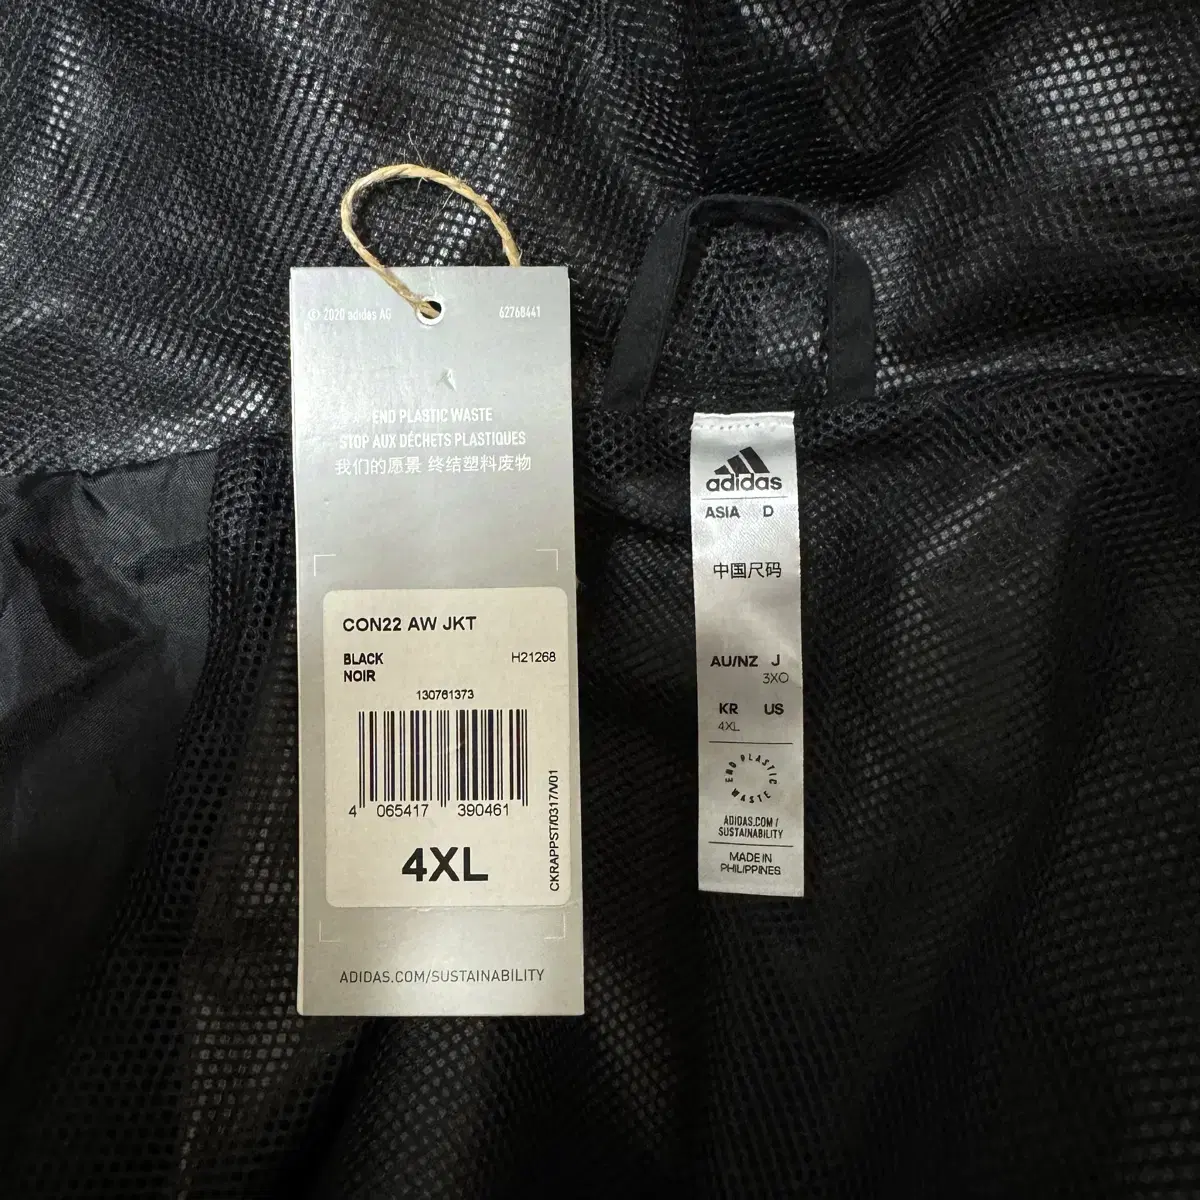 © 2020 adidas AG 62768441
END PLASTIC WASTE
STOP AUX DÉCHETS PLASTIQUES
我们的愿景 终结塑料废物
CON22 AW JKT
BLACK H21268
NOIR
130761373
4 065417 390461
4XL
CKRAPPST/0317/V01
ADIDAS.COM/SUSTAINABILITY
adidas
ASIA D
中国尺码
AU/NZ J
3XO
KR US
4XL
END PLASTIC WASTE
ADIDAS.COM/
SUSTAINABILITY
MADE IN
PHILIPPINES